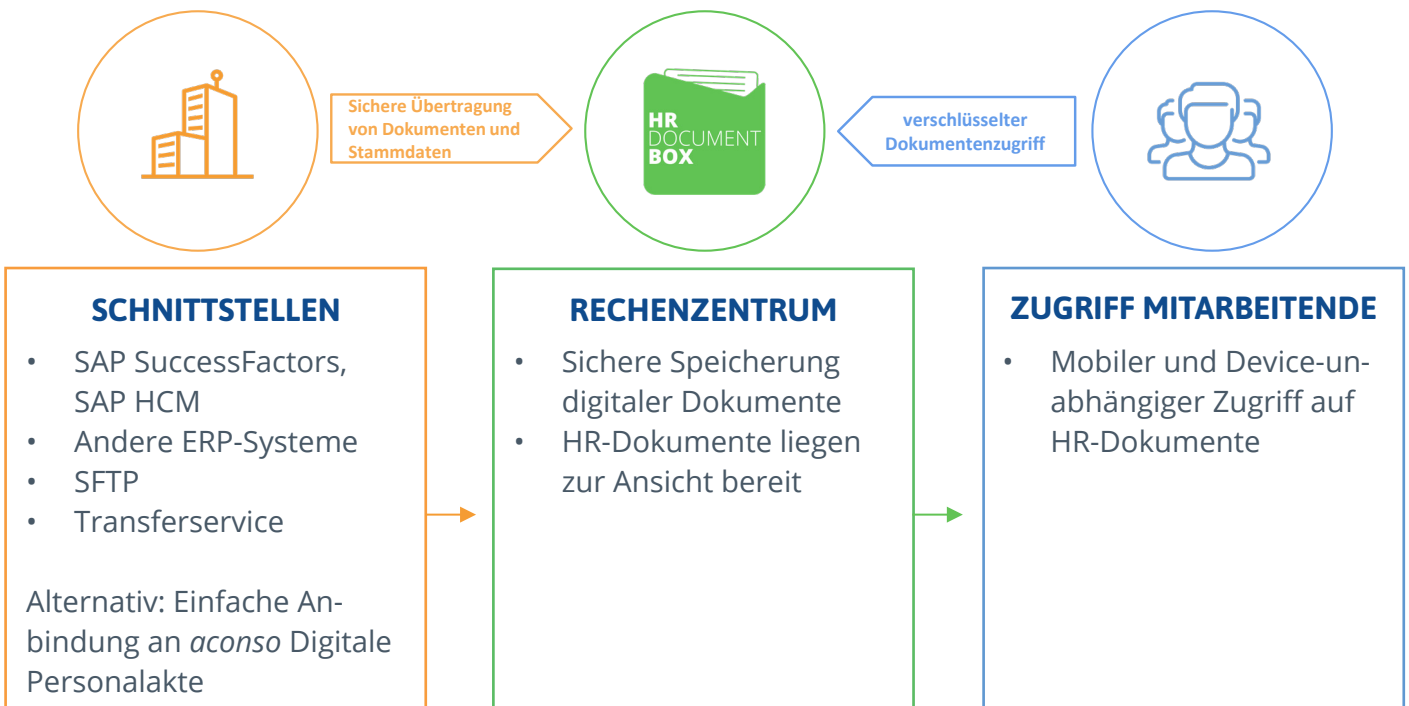 Sichere Übertragung
von Dokumenten und
Stammdaten
HR
DOCUMENT
BOX
verschlüsselter
Dokumentenzugriff
SCHNITTSTELLEN
• SAP SuccessFactors,
SAP HCM
• Andere ERP-Systeme
• SFTP
• Transferservice
Alternativ: Einfache An-
bindung an aconso Digitale
Personalakte
RECHENZENTRUM
• Sichere Speicherung
digitaler Dokumente
• HR-Dokumente liegen
zur Ansicht bereit
ZUGRIFF MITARBEITENDE
• Mobiler und Device-un-
abhängiger Zugriff auf
HR-Dokumente